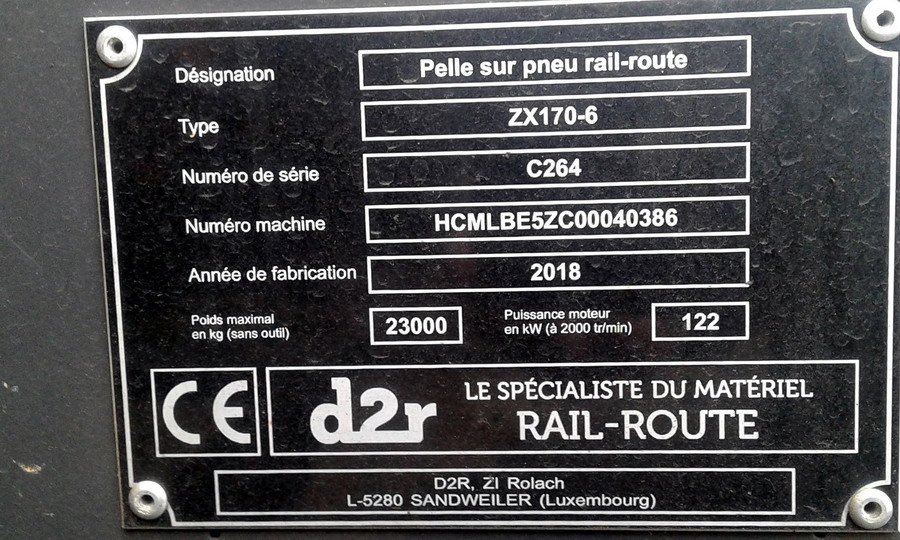 Désignation Pelle sur pneu rail-route
Type ZX170-6
Numéro de série C264
Numéro machine HCMLBE5ZC00040386
Année de fabrication 2018
Poids maximal
en kg (sans outil) 23000
Puissance moteur
en kW (à 2000 tr/min) 122
CE d2r LE SPÉCIALISTE DU MATÉRIEL
RAIL-ROUTE
D2R, ZI Rolach
L-5280 SANDWEILER (Luxembourg)